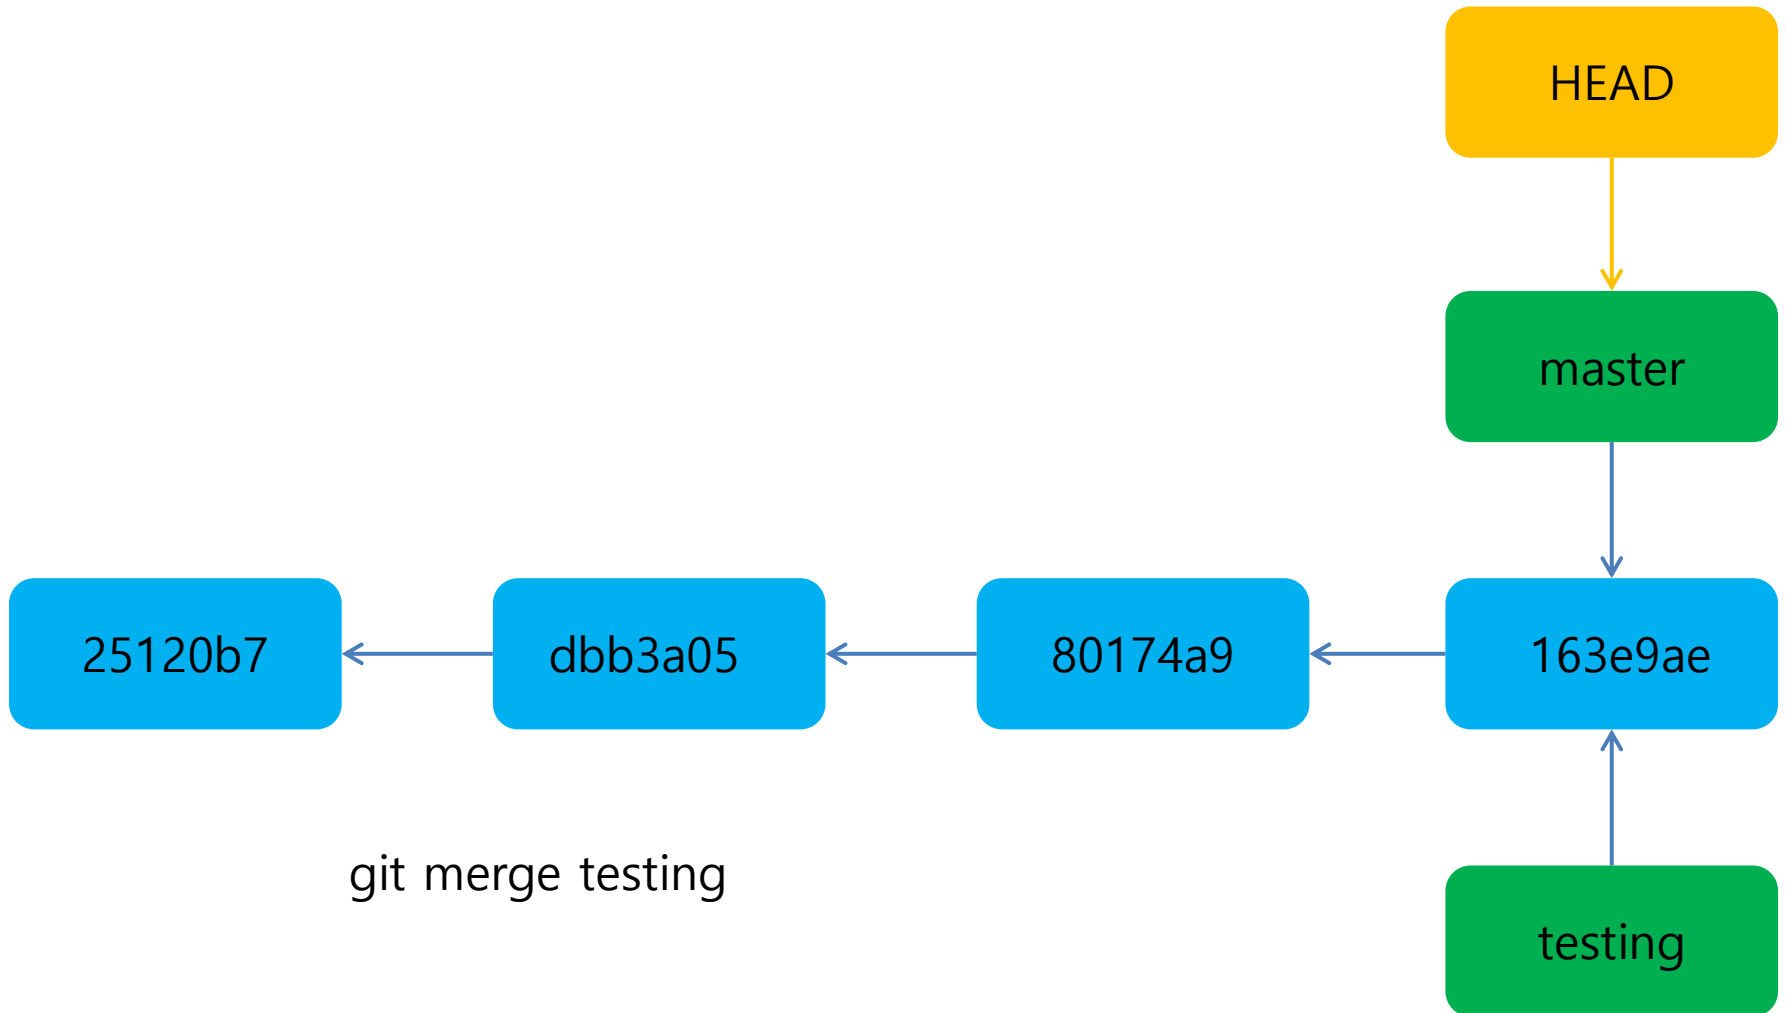 HEAD
master
25120b7
dbb3a05
80174a9
163e9ae
git merge testing
testing